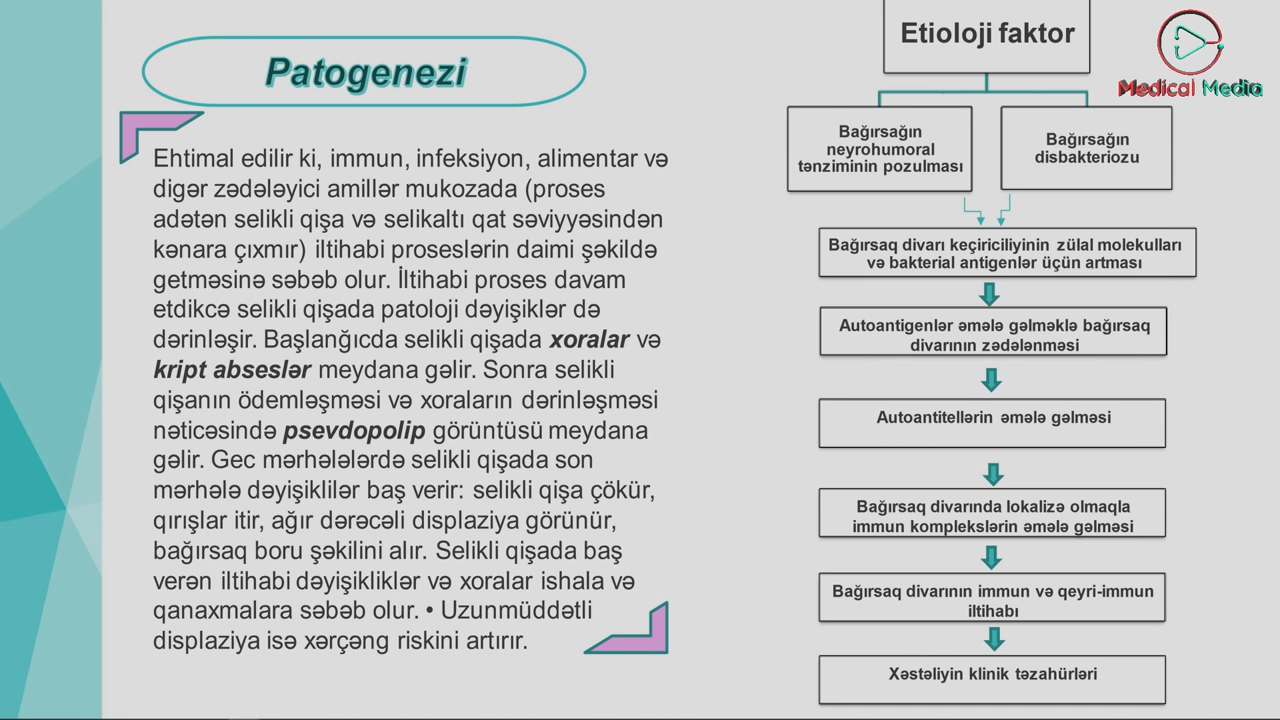 Patogenezi
Ehtimal edilir ki, immun, infeksiyon, alimentar və
digər zədələyici amillər mukozada (proses
adətən selikli qişa və selikaltı qat səviyyəsindən
kənara çıxmır) iltihabi proseslərin daimi şəkildə
getməsinə səbəb olur. İltihabi proses davam
etdikcə selikli qişada patoloji dəyişiklər də
dərinləşir. Başlanğıcda selikli qişada xoralar və
kript abseslər meydana gəlir. Sonra selikli
qişanın ödemləşməsi və xoraların dərinləşməsi
nəticəsində psevdopolip görüntüsü meydana
gəlir. Gec mərhələlərdə selikli qişada son
mərhələ dəyişiklilər baş verir: selikli qişa çökür,
qırışlar itir, ağır dərəcəli displaziya görünür,
bağırsaq boru şəkilini alır. Selikli qişada baş
verən iltihabi dəyişikliklər və xoralar ishala və
qanaxmalara səbəb olur. • Uzunmüddətli
displaziya isə xərçəng riskini artırır.
Etioloji faktor
Medical Media
Bağırsağın
neyrohumoral
tənziminin pozulması
Bağırsağın
disbakteriozu
Bağırsaq divarı keçiriciliyinin zülal molekulları
və bakterial antigenlər üçün artması
Autoantigenlər əmələ gəlməklə bağırsaq
divarının zədələnməsi
Autoantitellərin əmələ gəlməsi
Bağırsaq divarında lokalizə olmaqla
immun komplekslərin əmələ gəlməsi
Bağırsaq divarının immun və qeyri-immun
iltihabı
Xəstəliyin klinik təzahürləri